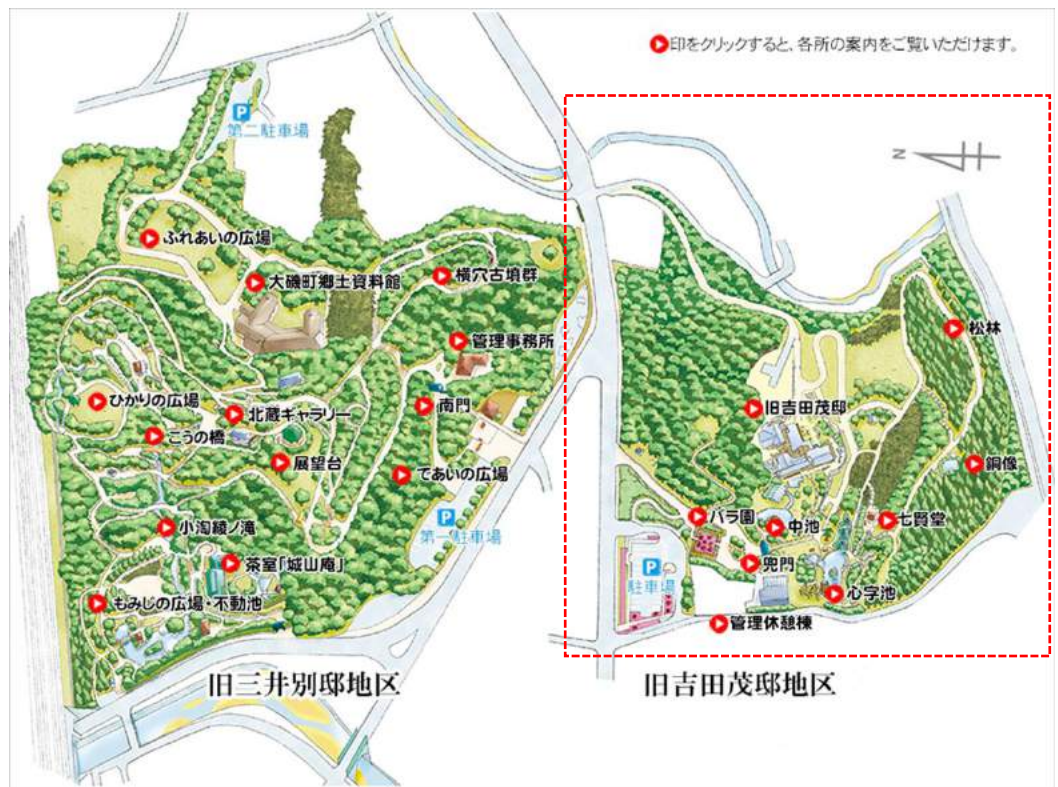 印をクリックすると、各所の案内をご覧いただけます。
P
第二駐車場
N
ふれあいの広場
大磯町郷土資料館
横穴古墳群
管理事務所
ひかりの広場
北蔵ギャラリー
南門
こうの橋
展望台
であいの広場
P
第一駐車場
小淘綾ノ滝
茶室「城山庵」
もみじの広場・不動池
旧三井別邸地区
松林
旧吉田茂邸
銅像
バラ園
中池
七賢堂
兜門
P
駐車場
心字池
管理休憩棟
旧吉田茂邸地区